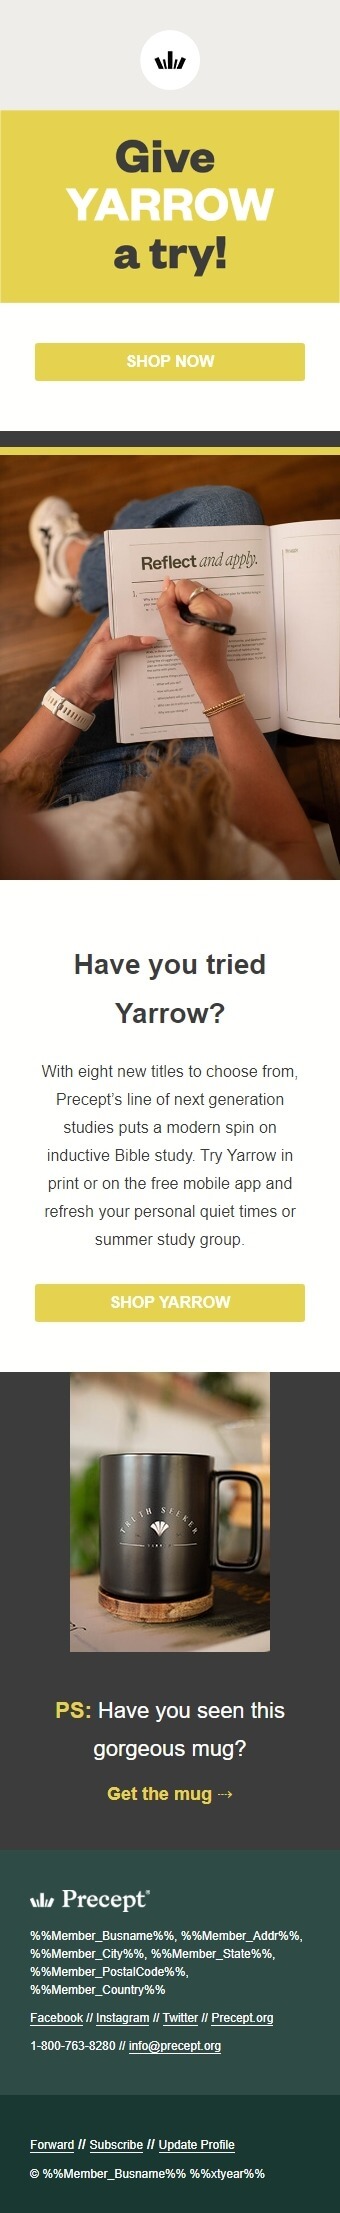 Give
YARROW
a try!
SHOP NOW
Reflect and apply.
Have you tried
Yarrow?
With eight new titles to choose from,
Precept’s line of next generation
studies puts a modern spin on
inductive Bible study. Try Yarrow in
print or on the free mobile app and
refresh your personal quiet times or
summer study group.
SHOP YARROW
TRUTH SEEKER
PS: Have you seen this
gorgeous mug?
Get the mug ⇢
Precept®
%%Member_Busname%%, %%Member_Addr%%,
%%Member_City%%, %%Member_State%%,
%%Member_PostalCode%%,
%%Member_Country%%
Facebook // Instagram // Twitter // Precept.org
1-800-763-8280 // info@precept.org
Forward // Subscribe // Update Profile
© %%Member_Busname%% %%xtyear%%